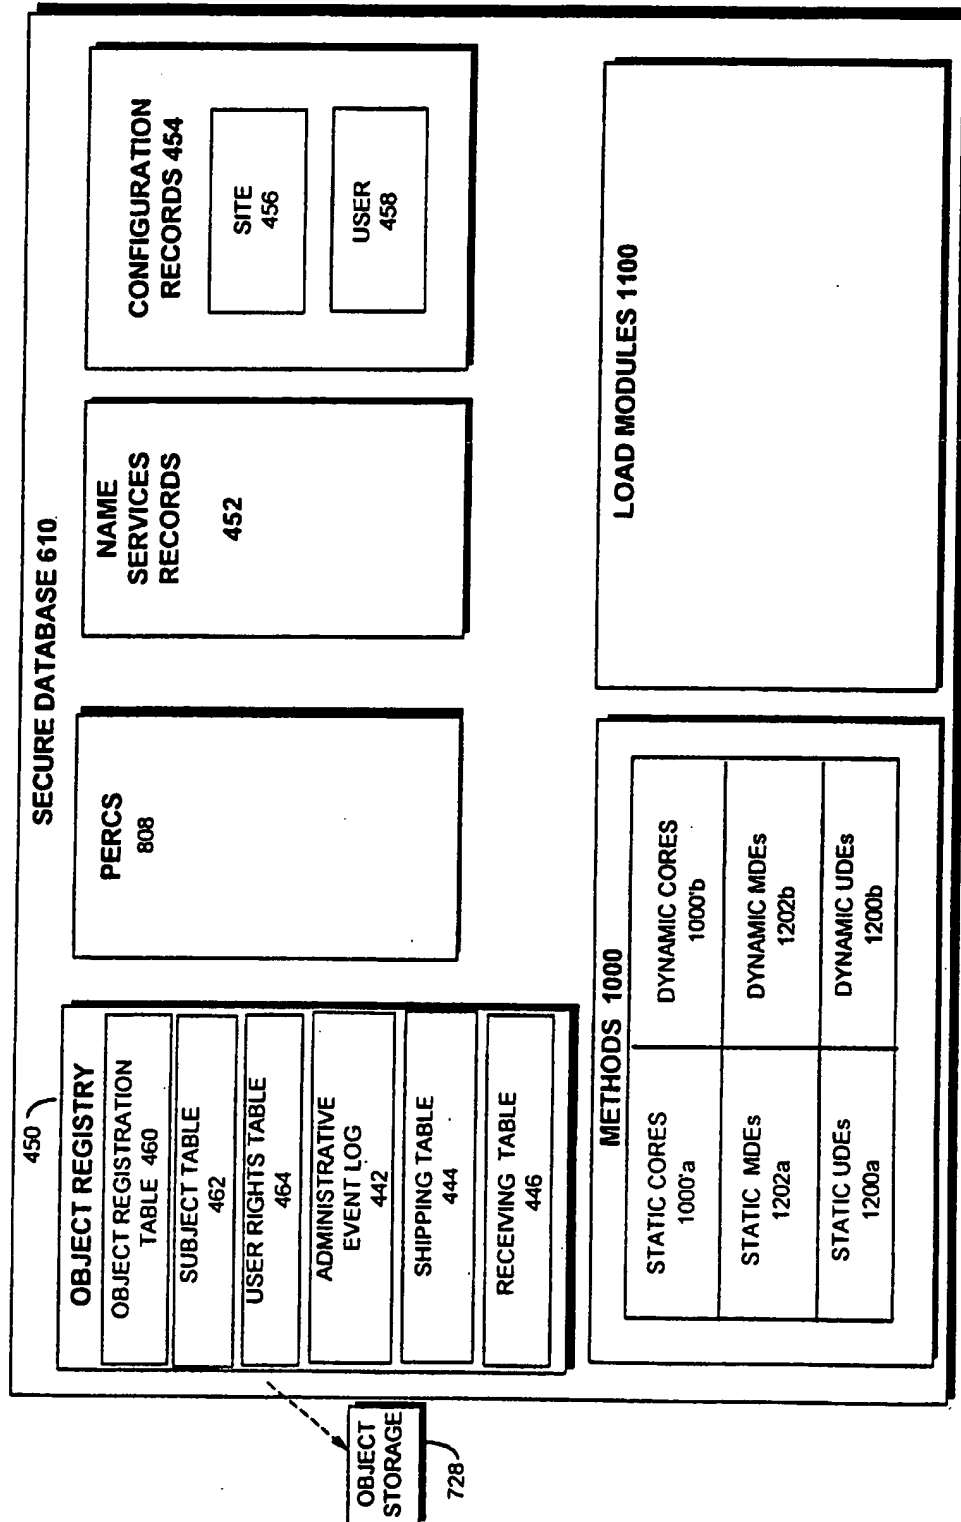 SECURE DATABASE 610
450
OBJECT REGISTRY
OBJECT REGISTRATION
TABLE 460
SUBJECT TABLE
462
USER RIGHTS TABLE
464
ADMINISTRATIVE
EVENT LOG
442
SHIPPING TABLE
444
RECEIVING TABLE
446
PERCS
808
NAME
SERVICES
RECORDS
452
CONFIGURATION
RECORDS 454
SITE
456
USER
458
OBJECT
STORAGE
728
METHODS 1000
STATIC CORES
1000'a
DYNAMIC CORES
1000'b
STATIC MDEs
1202a
DYNAMIC MDEs
1202b
STATIC UDEs
1200a
DYNAMIC UDEs
1200b
LOAD MODULES 1100